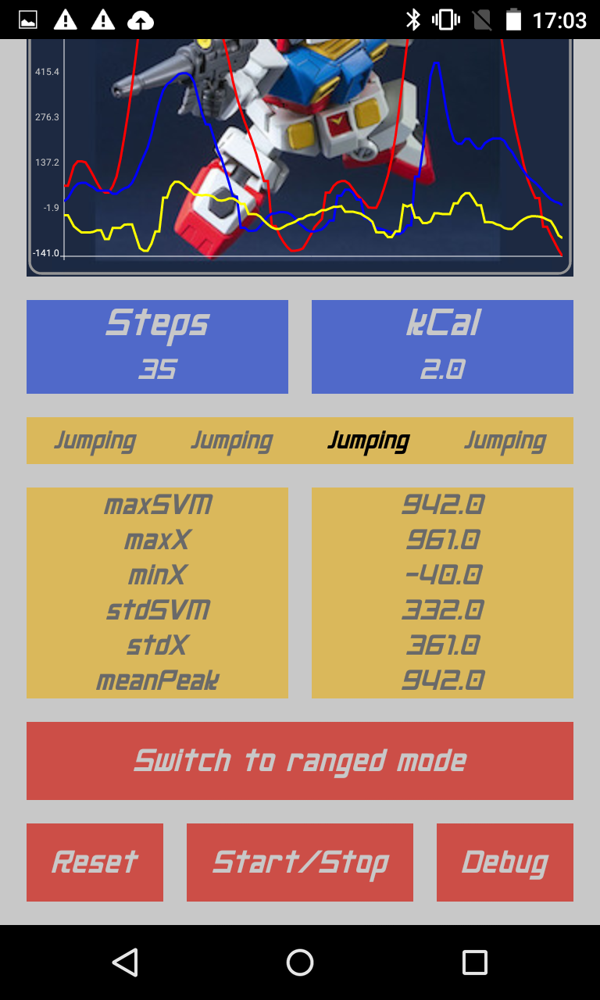 17:03
415.4
276.3
137.2
-1.9
-141.0
Steps
35
kCal
2.0
Jumping Jumping Jumping Jumping
maxSVM 942.0
maxX 961.0
minX -40.0
stdSVM 332.0
stdX 361.0
meanPeak 942.0
Switch to ranged mode
Reset Start/Stop Debug